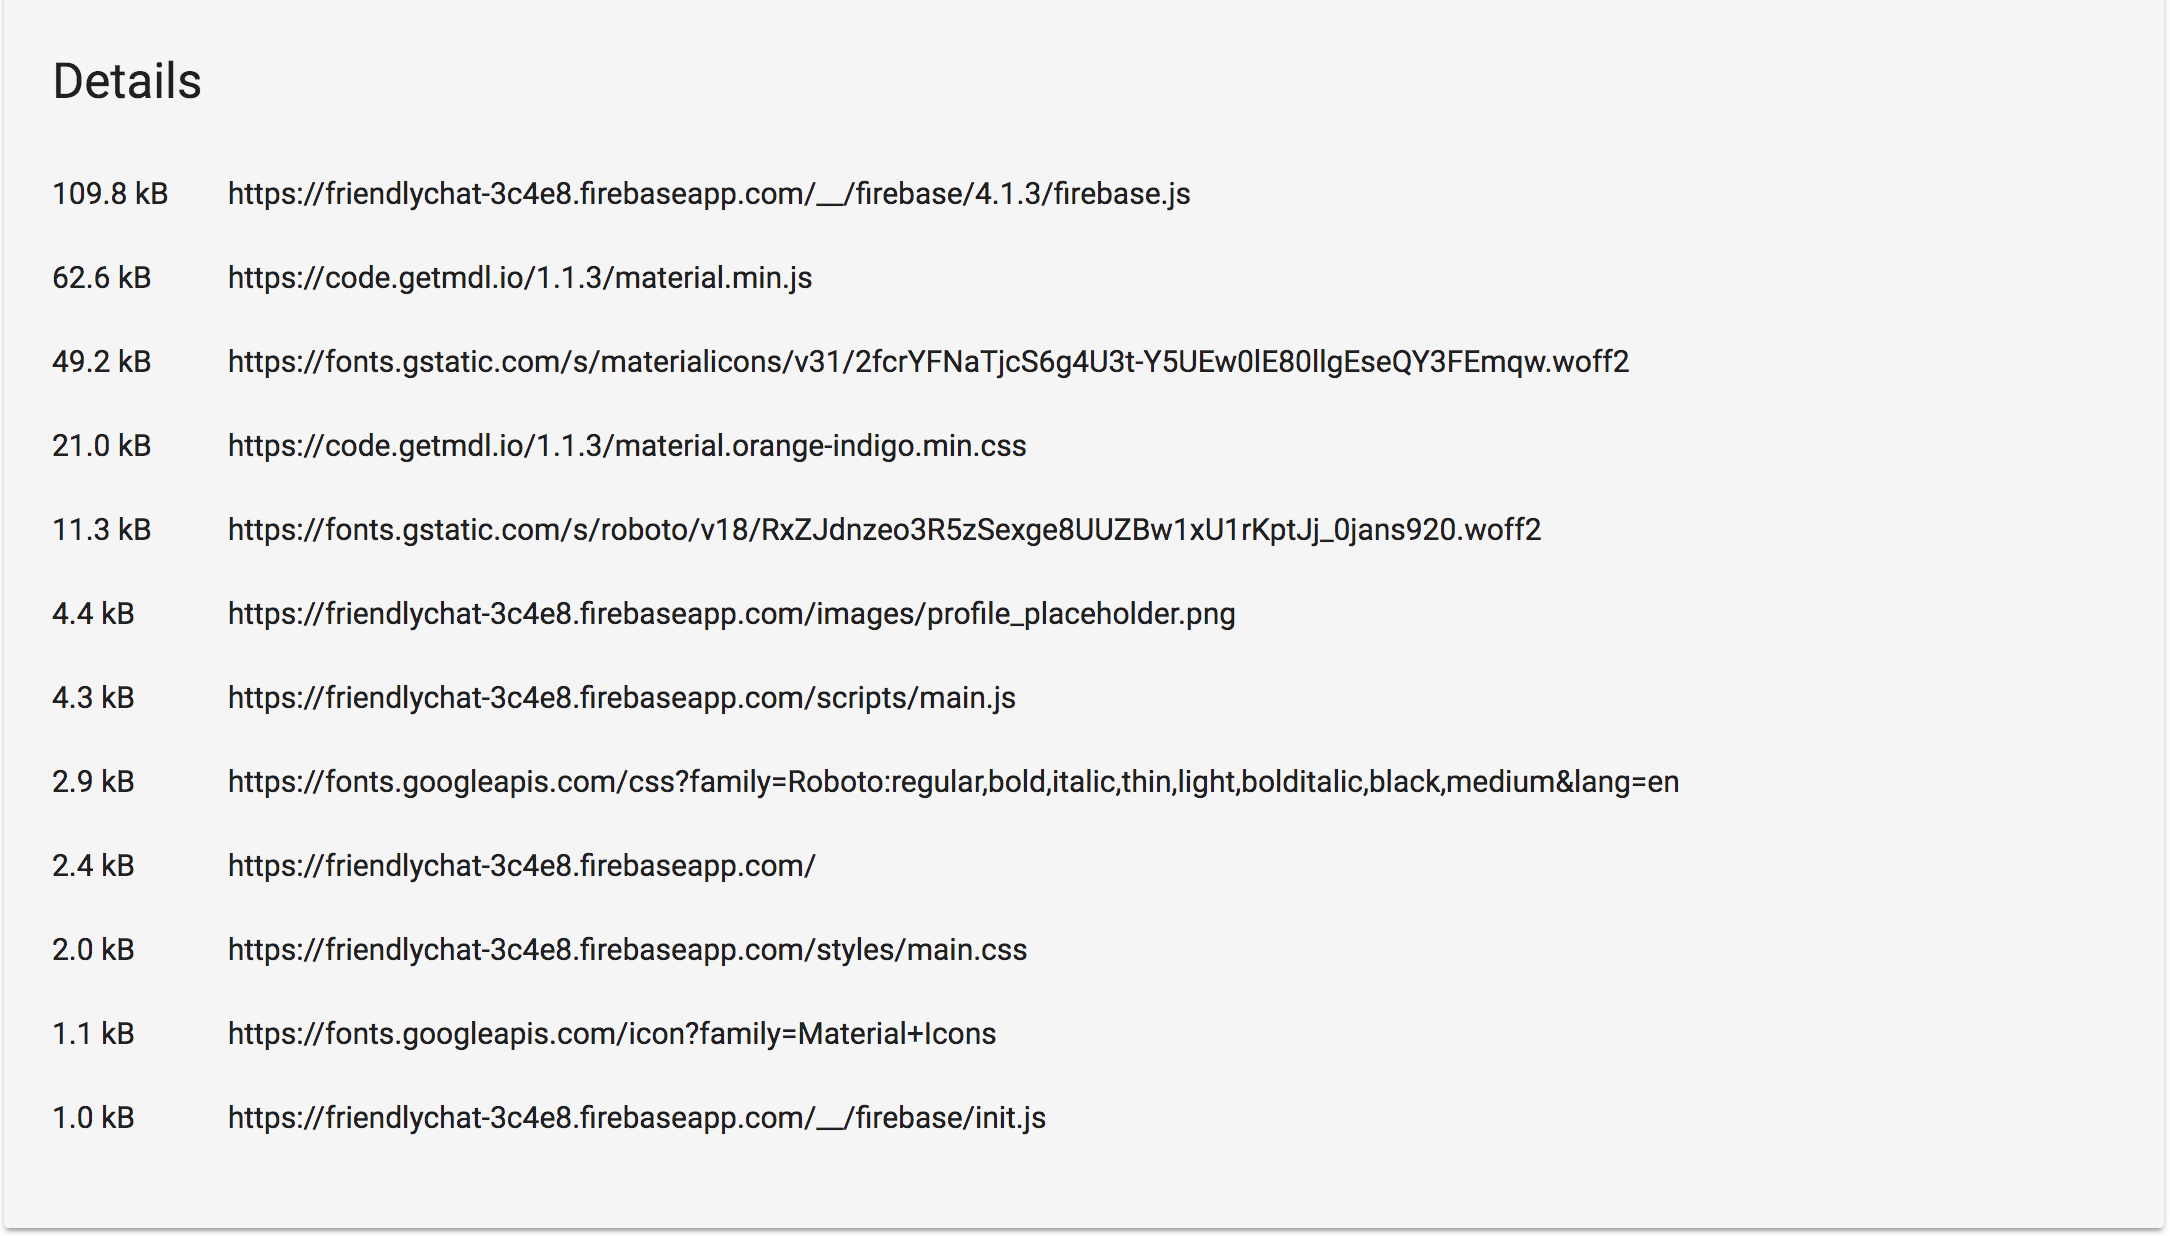 Details
109.8 kB https://friendlychat-3c4e8.firebaseapp.com/__/firebase/4.1.3/firebase.js
62.6 kB https://code.getmdl.io/1.1.3/material.min.js
49.2 kB https://fonts.gstatic.com/s/materialicons/v31/2fcrYFNaTjcS6g4U3t-Y5UEw0lE80llgEseQY3FEmqw.woff2
21.0 kB https://code.getmdl.io/1.1.3/material.orange-indigo.min.css
11.3 kB https://fonts.gstatic.com/s/roboto/v18/RxZJdnzeo3R5zSexge8UUZBw1xU1rKptJj_0jans920.woff2
4.4 kB https://friendlychat-3c4e8.firebaseapp.com/images/profile_placeholder.png
4.3 kB https://friendlychat-3c4e8.firebaseapp.com/scripts/main.js
2.9 kB https://fonts.googleapis.com/css?family=Roboto:regular,bold,italic,thin,light,bolditalic,black,medium&lang=en
2.4 kB https://friendlychat-3c4e8.firebaseapp.com/
2.0 kB https://friendlychat-3c4e8.firebaseapp.com/styles/main.css
1.1 kB https://fonts.googleapis.com/icon?family=Material+Icons
1.0 kB https://friendlychat-3c4e8.firebaseapp.com/__/firebase/init.js